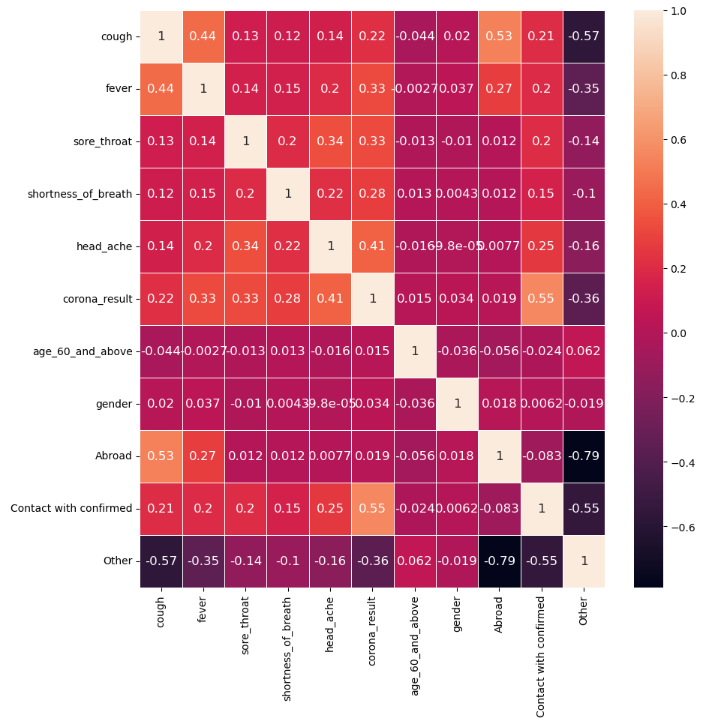 cough 1 0.44 0.13 0.12 0.14 0.22 -0.044 0.02 0.53 0.21 -0.57
fever 0.44 1 0.14 0.15 0.2 0.33 -0.0027 0.037 0.27 0.2 -0.35
sore_throat 0.13 0.14 1 0.2 0.34 0.33 -0.013 -0.01 0.012 0.2 -0.14
shortness_of_breath 0.12 0.15 0.2 1 0.22 0.28 0.013 0.0043 0.012 0.15 -0.1
head_ache 0.14 0.2 0.34 0.22 1 0.41 -0.016 -9.8e-05 0.0077 0.25 -0.16
corona_result 0.22 0.33 0.33 0.28 0.41 1 0.015 0.034 0.019 0.55 -0.36
age_60_and_above -0.044 -0.0027 -0.013 0.013 -0.016 0.015 1 -0.036 -0.056 -0.024 0.062
gender 0.02 0.037 -0.01 0.0043 -9.8e-05 0.034 -0.036 1 0.018 0.0062 -0.019
Abroad 0.53 0.27 0.012 0.012 0.0077 0.019 -0.056 0.018 1 -0.083 -0.79
Contact with confirmed 0.21 0.2 0.2 0.15 0.25 0.55 -0.024 0.0062 -0.083 1 -0.55
Other -0.57 -0.35 -0.14 -0.1 -0.16 -0.36 0.062 -0.019 -0.79 -0.55 1
cough
fever
sore_throat
shortness_of_breath
head_ache
corona_result
age_60_and_above
gender
Abroad
Contact with confirmed
Other
1.0
0.8
0.6
0.4
0.2
0.0
−0.2
−0.4
−0.6